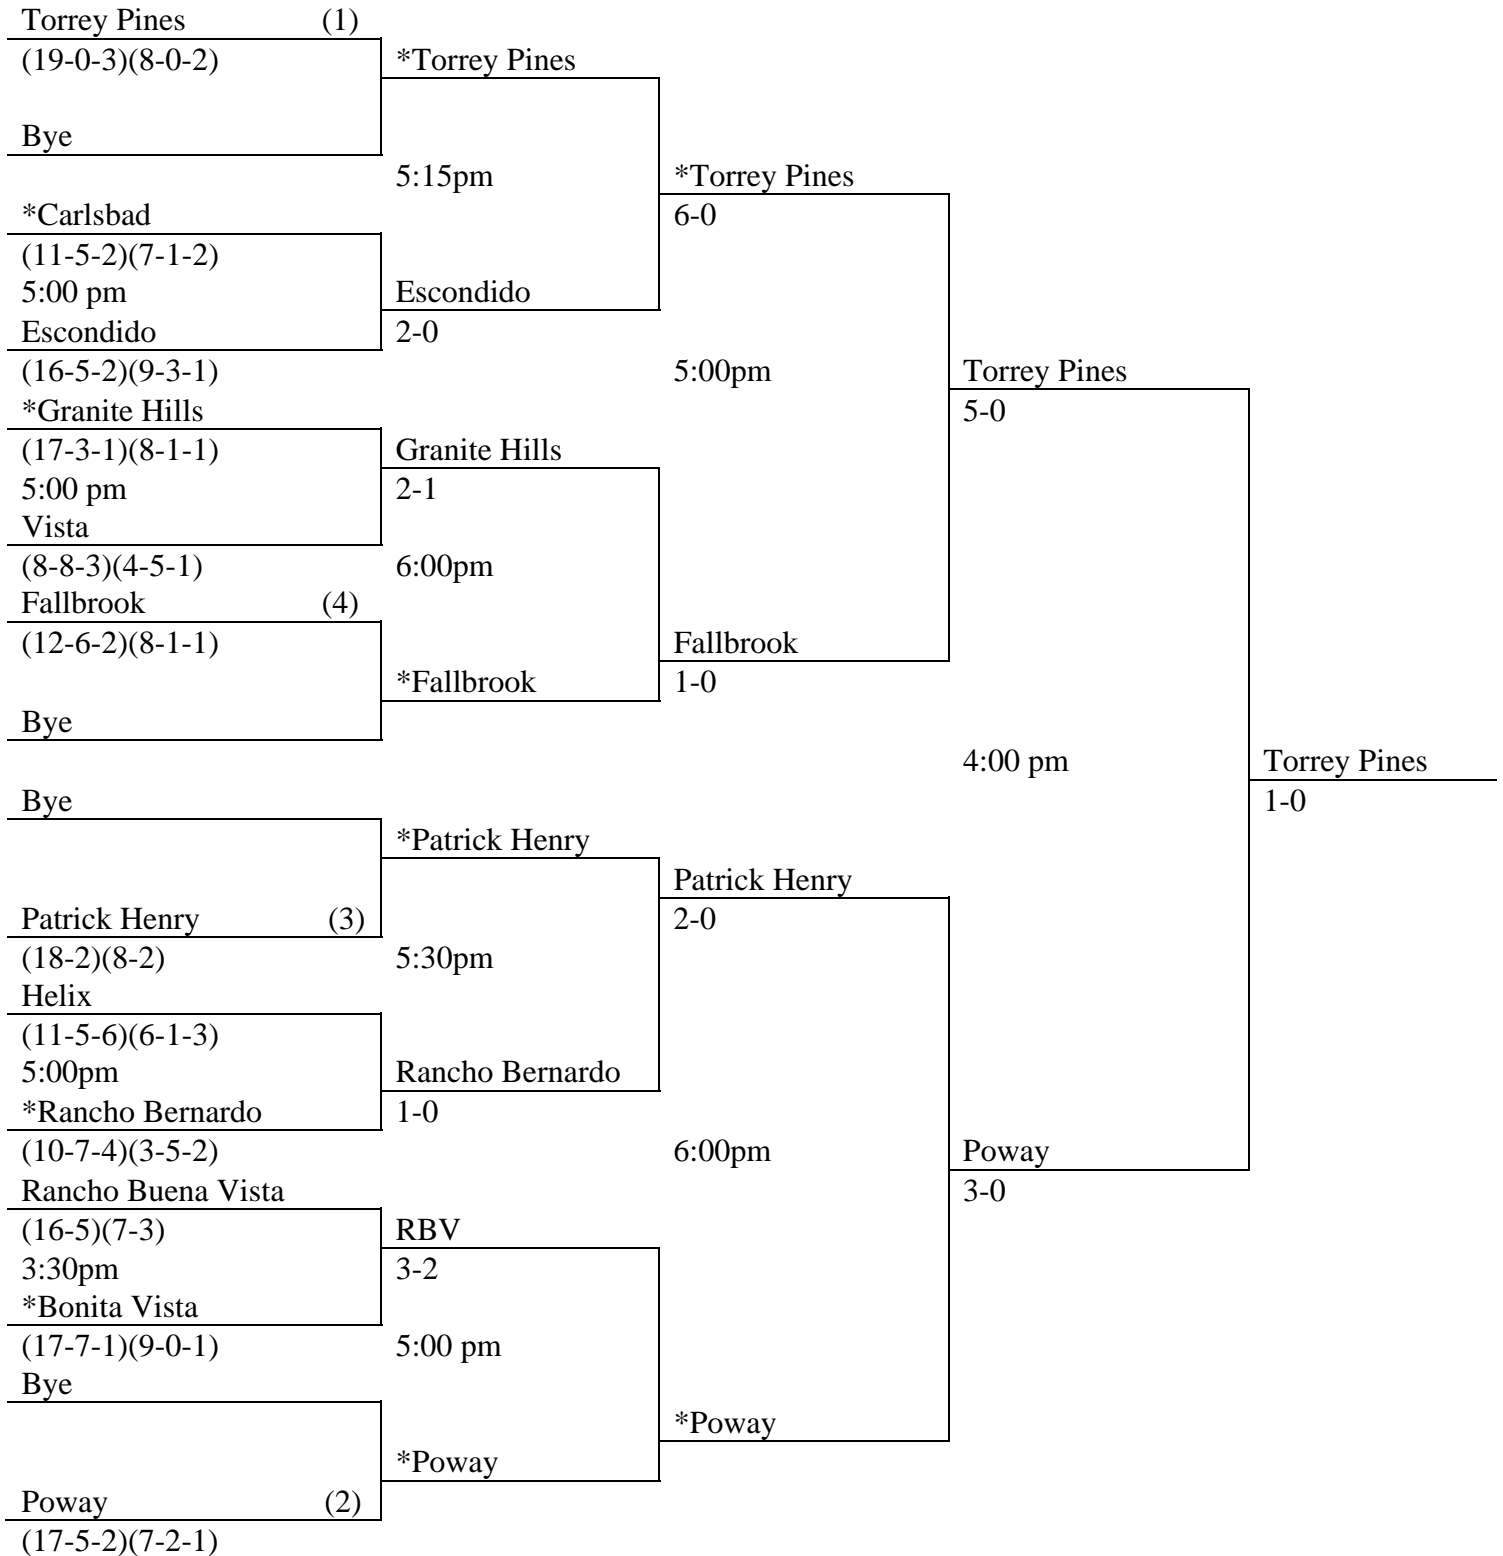 Torrey Pines (1)
(19-0-3)(8-0-2)
Bye
*Carlsbad
(11-5-2)(7-1-2)
5:00 pm
Escondido
(16-5-2)(9-3-1)
*Granite Hills
(17-3-1)(8-1-1)
5:00 pm
Vista
(8-8-3)(4-5-1)
Fallbrook (4)
(12-6-2)(8-1-1)
Bye
Bye
Patrick Henry (3)
(18-2)(8-2)
Helix
(11-5-6)(6-1-3)
5:00pm
*Rancho Bernardo
(10-7-4)(3-5-2)
Rancho Buena Vista
(16-5)(7-3)
3:30pm
*Bonita Vista
(17-7-1)(9-0-1)
Bye
Poway (2)
(17-5-2)(7-2-1)
*Torrey Pines
5:15pm
Escondido
2-0
Granite Hills
2-1
6:00pm
*Fallbrook
*Patrick Henry
5:30pm
Rancho Bernardo
1-0
RBV
3-2
5:00 pm
*Poway
*Torrey Pines
6-0
5:00pm
Fallbrook
1-0
Patrick Henry
2-0
6:00pm
*Poway
Torrey Pines
5-0
4:00 pm
Poway
3-0
Torrey Pines
1-0